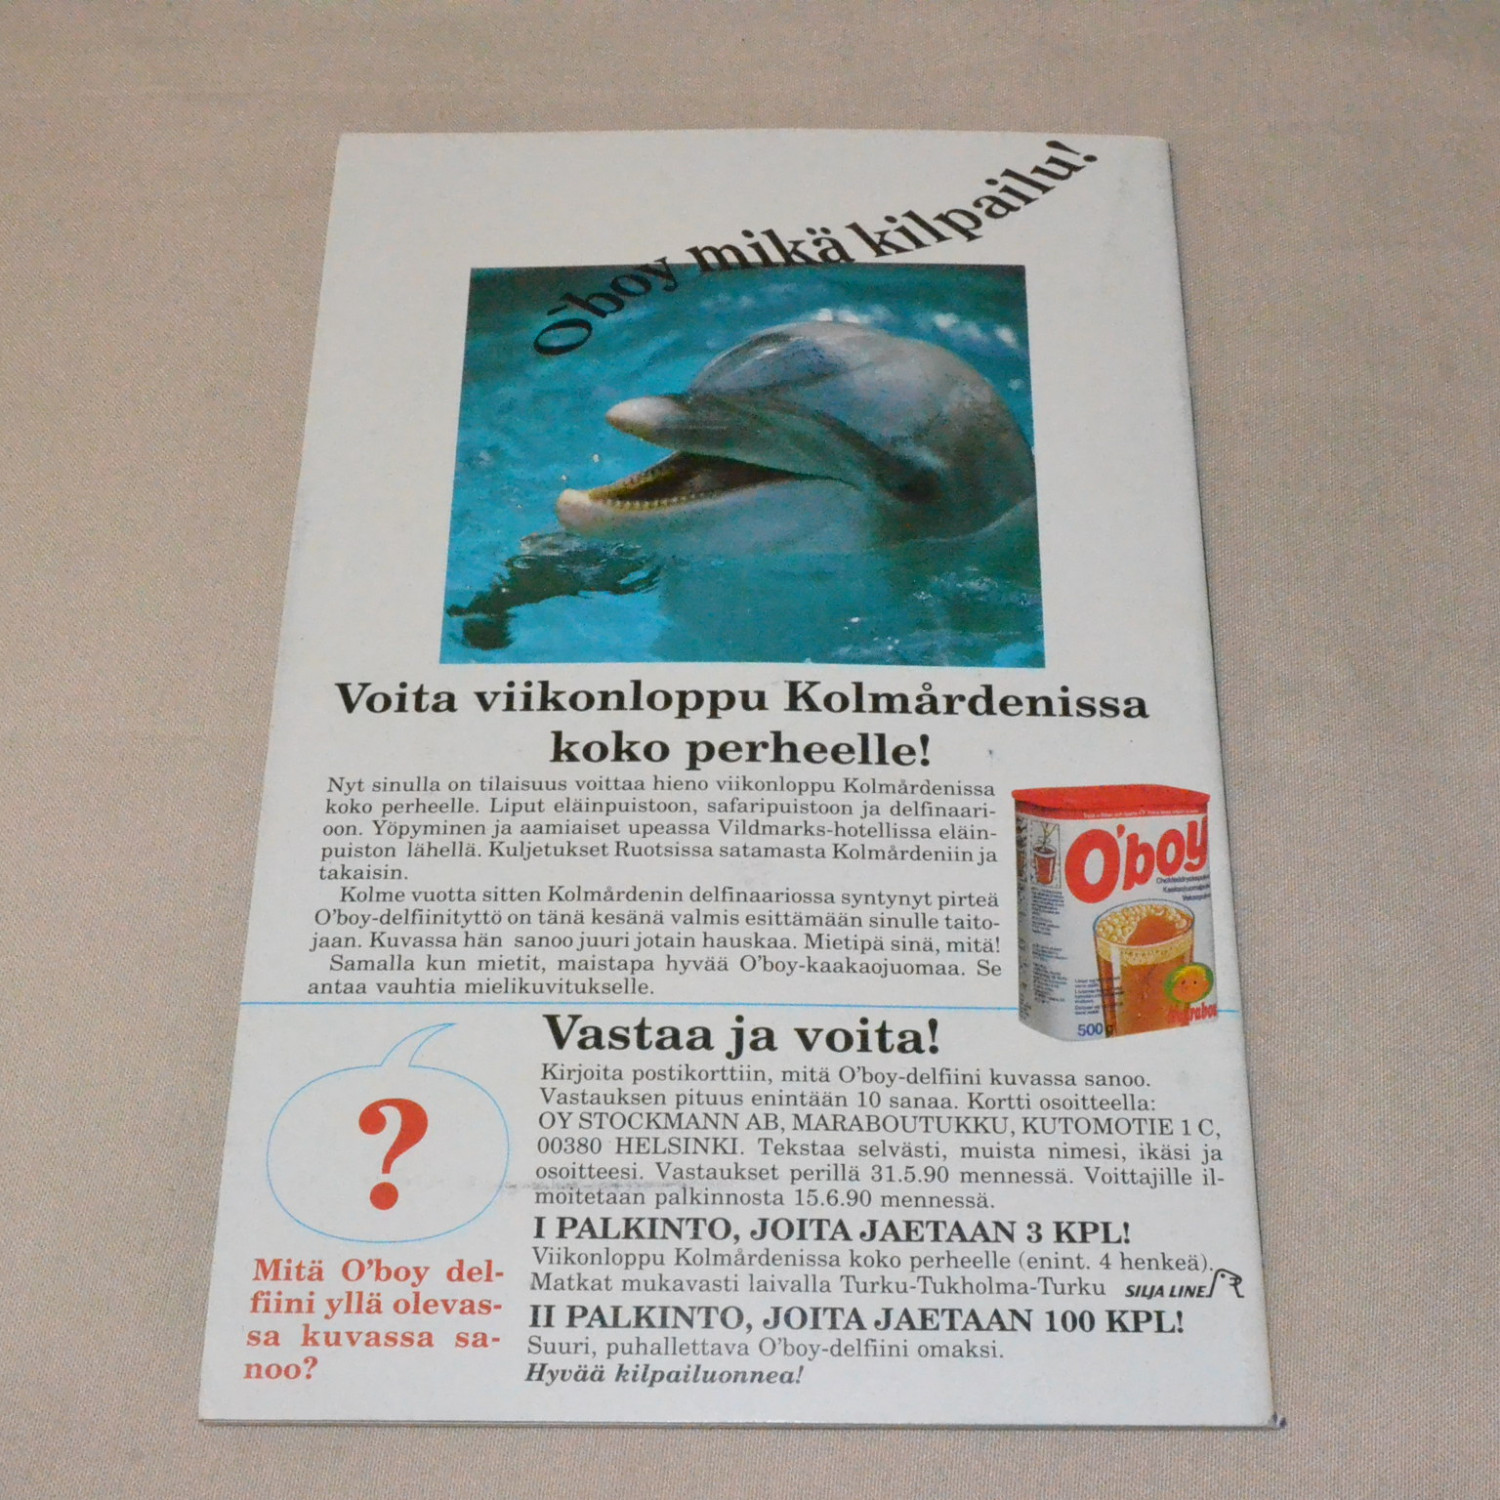 O'boy mikä kilpailu!
Voita viikonloppu Kolmårdenissa
koko perheelle!
Nyt sinulla on tilaisuus voittaa hieno viikonloppu Kolmårdenissa
koko perheelle. Liput eläinpuistoon, safaripuistoon ja delfinaari-
oon. Yöpyminen ja aamiaiset upeassa Vildmarks-hotellissa eläin-
puiston lähellä. Kuljetukset Ruotsissa satamasta Kolmårdeniin ja
takaisin.
Kolme vuotta sitten Kolmårdenin delfinaariossa syntynyt pirteä
O'boy-delfiinityttö on tänä kesänä valmis esittämään sinulle taito-
jaan. Kuvassa hän sanoo juuri jotain hauskaa. Mietipä sinä, mitä!
Samalla kun mietit, maistapa hyvää O'boy-kaakaojuomaa. Se
antaa vauhtia mielikuvitukselle.
O'boy
500 g
Vastaa ja voita!
Kirjoita postikorttiin, mitä O'boy-delfiini kuvassa sanoo.
Vastauksen pituus enintään 10 sanaa. Kortti osoitteella:
OY STOCKMANN AB, MARABOUTUKKU, KUTOMOTIE 1 C,
00380 HELSINKI. Tekstaa selvästi, muista nimesi, ikäsi ja
osoitteesi. Vastaukset perillä 31.5.90 mennessä. Voittajille il-
moitetaan palkinnosta 15.6.90 mennessä.
I PALKINTO, JOITA JAETAAN 3 KPL!
Viikonloppu Kolmårdenissa koko perheelle (enint. 4 henkeä).
Matkat mukavasti laivalla Turku-Tukholma-Turku SILJA LINE
II PALKINTO, JOITA JAETAAN 100 KPL!
Suuri, puhallettava O'boy-delfiini omaksi.
Hyvää kilpailuonnea!
?
Mitä O'boy del-
fiini yllä olevas-
sa kuvassa sa-
noo?